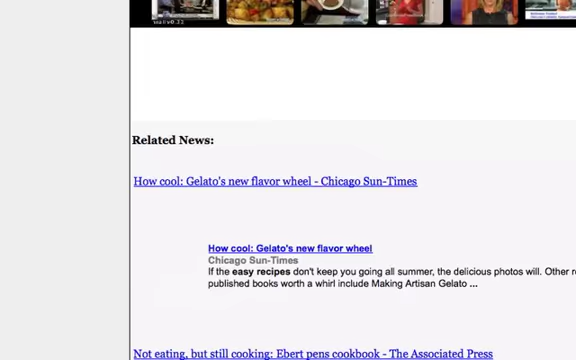 Related News:
How cool: Gelato's new flavor wheel - Chicago Sun-Times
How cool: Gelato's new flavor wheel
Chicago Sun-Times
If the easy recipes don't keep you going all summer, the delicious photos will. Other
published books worth a whirl include Making Artisan Gelato ...
Not eating, but still cooking: Ebert pens cookbook - The Associated Press